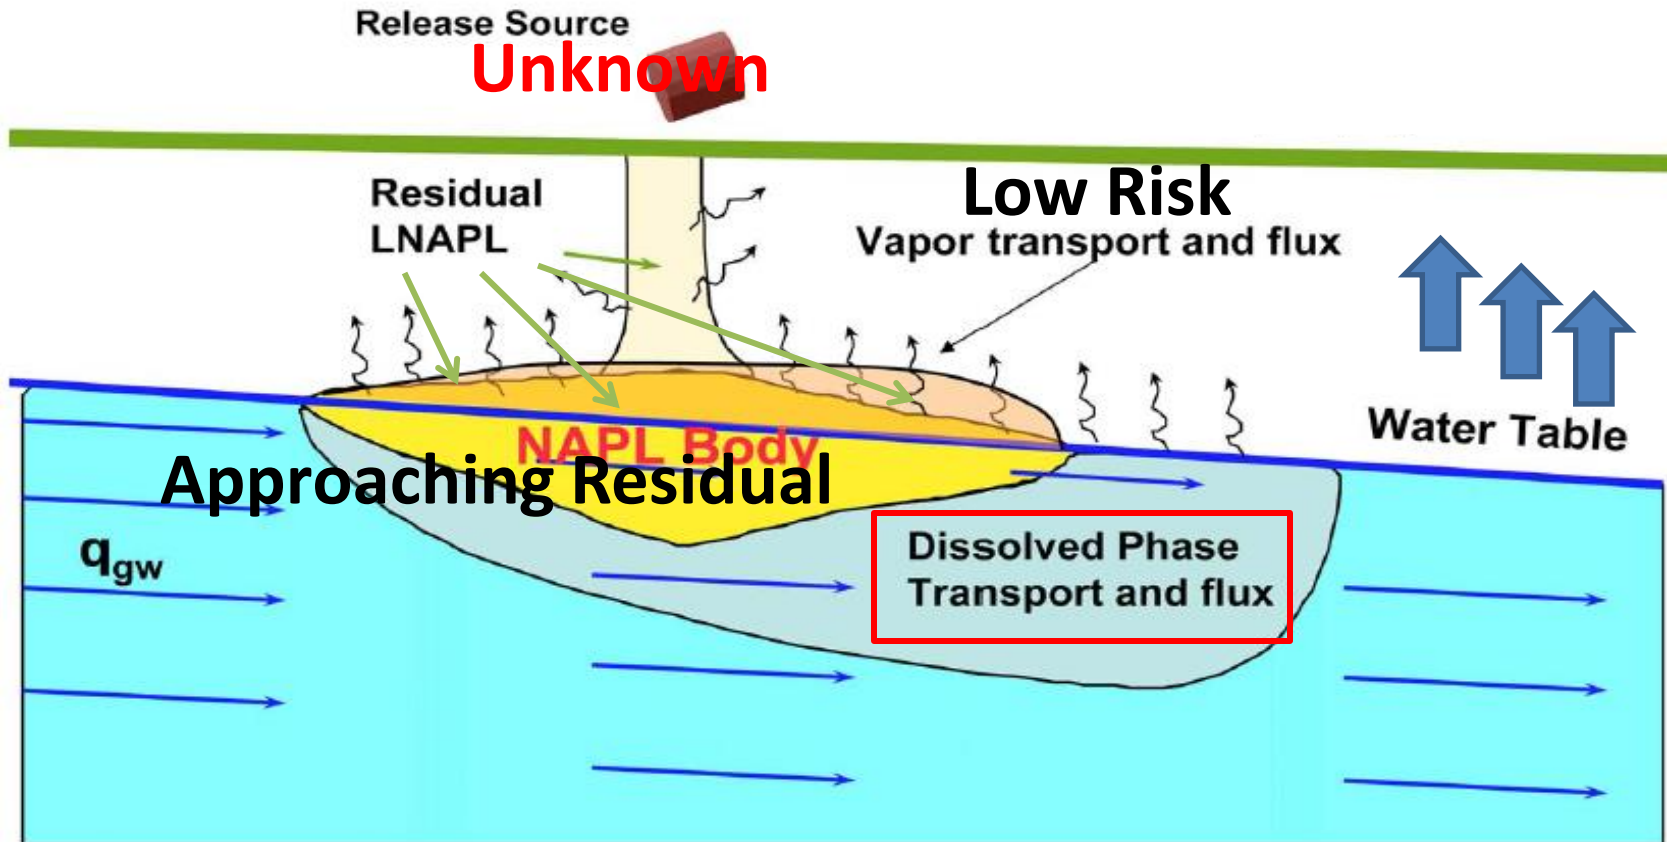 Release Source
Unknown
Residual
LNAPL
Low Risk
Vapor transport and flux
Water Table
NAPL Body
Approaching Residual
qgw
Dissolved Phase
Transport and flux